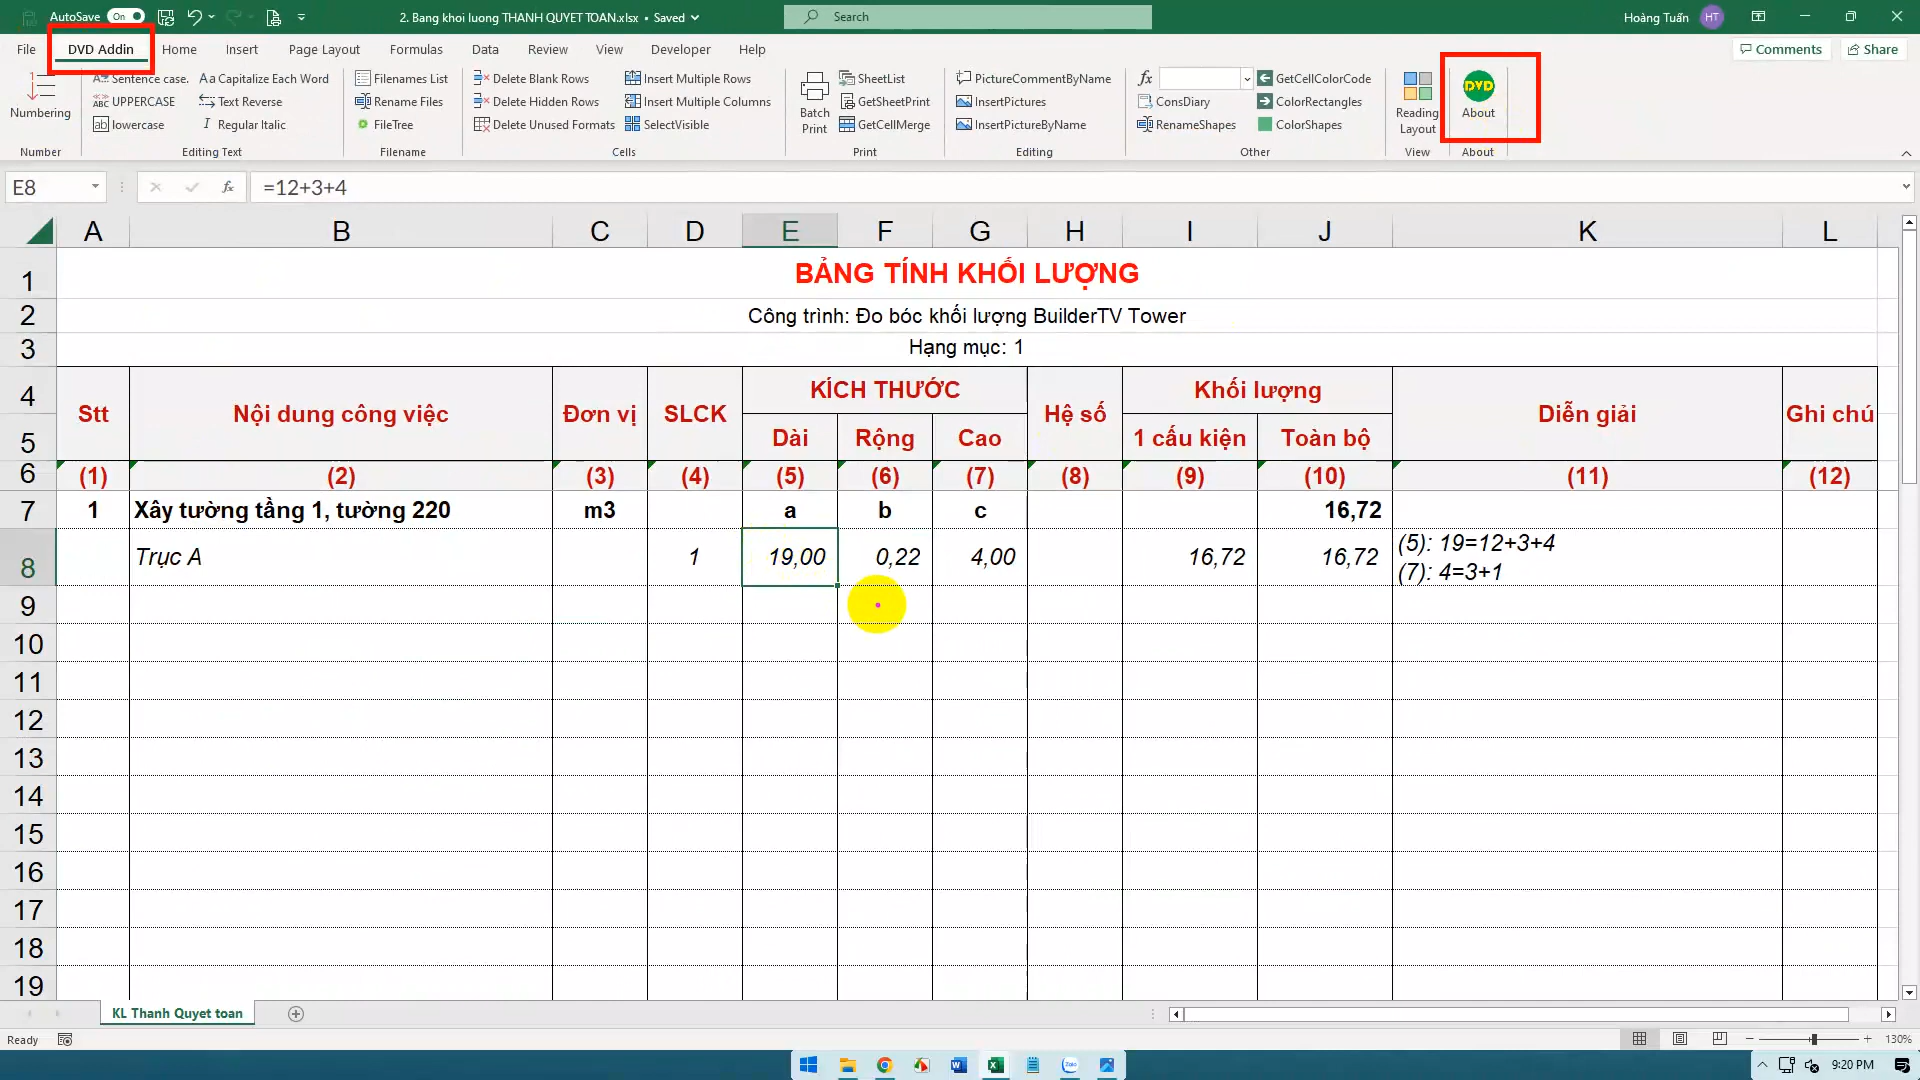 AutoSave On 2. Bang khoi luong THANH QUYET TOAN.xlsx • Saved Search Hoàng Tuấn HT
File DVD Addin Home Insert Page Layout Formulas Data Review View Developer Help Comments Share
Numbering
Number
Sentence case. Aa Capitalize Each Word
ABC UPPERCASE Text Reverse
ab lowercase I Regular Italic
Editing Text
Filenames List
Rename Files
FileTree
Filename
Delete Blank Rows Insert Multiple Rows
Delete Hidden Rows Insert Multiple Columns
Delete Unused Formats SelectVisible
Cells
Batch Print
SheetList
GetSheetPrint
GetCellMerge
Print
PictureCommentByName
InsertPictures
InsertPictureByName
Editing
fx GetCellColorCode
ConsDiary ColorRectangles
RenameShapes ColorShapes
Other
Reading Layout
View
DVD
About
About
E8 fx =12+3+4
A B C D E F G H I J K L
1 BẢNG TÍNH KHỐI LƯỢNG
2 Công trình: Đo bóc khối lượng BuilderTV Tower
3 Hạng mục: 1
4 Stt Nội dung công việc Đơn vị SLCK KÍCH THƯỚC Hệ số Khối lượng Diễn giải Ghi chú
5 Dài Rộng Cao 1 cấu kiện Toàn bộ
6 (1) (2) (3) (4) (5) (6) (7) (8) (9) (10) (11) (12)
7 1 Xây tường tầng 1, tường 220 m3 a b c 16,72
8 Trục A 1 19,00 0,22 4,00 16,72 16,72 (5): 19=12+3+4
(7): 4=3+1
9
10
11
12
13
14
15
16
17
18
19
KL Thanh Quyet toan
Ready 130%
W X Zalo 9:20 PM